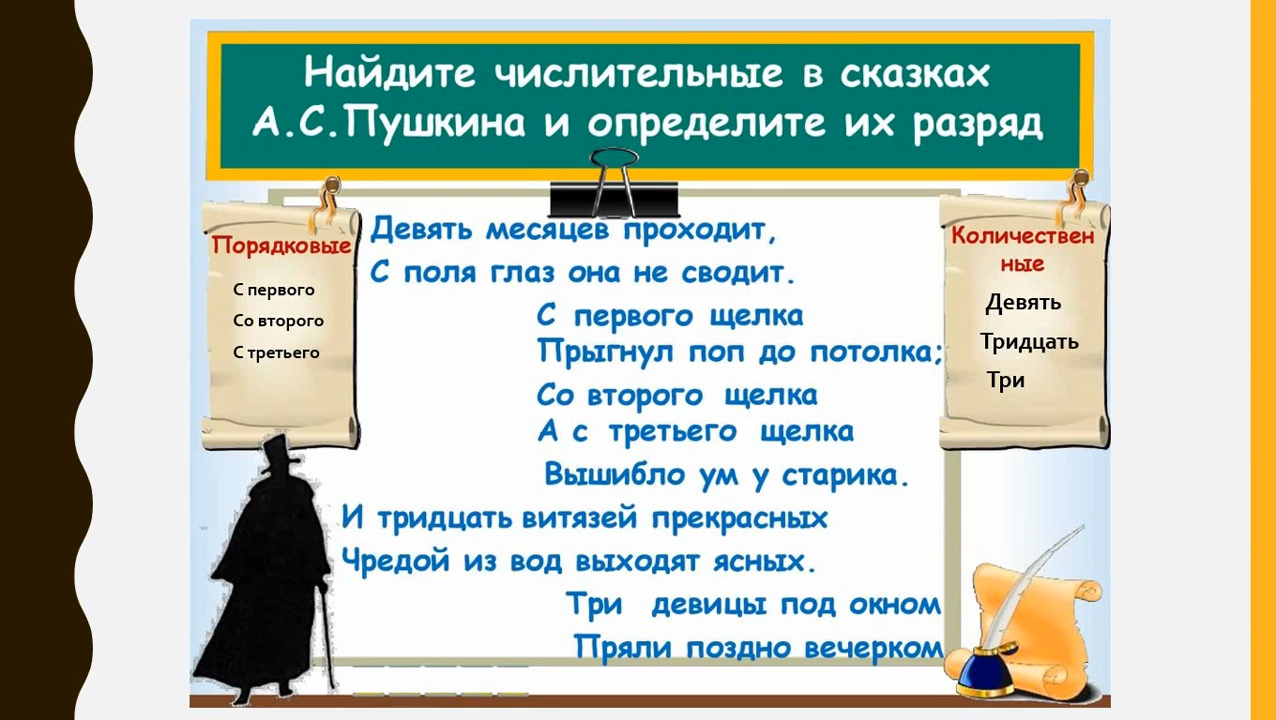 Найдите числительные в сказках
А.С.Пушкина и определите их разряд
Порядковые
С первого
Со второго
С третьего
Девять месяцев проходит,
С поля глаз она не сводит.
С первого щелка
Прыгнул поп до потолка;
Со второго щелка
А с третьего щелка
Вышибло ум у старика.
И тридцать витязей прекрасных
Чредой из вод выходят ясных.
Три девицы под окном
Пряли поздно вечерком
Количествен
ные
Девять
Тридцать
Три